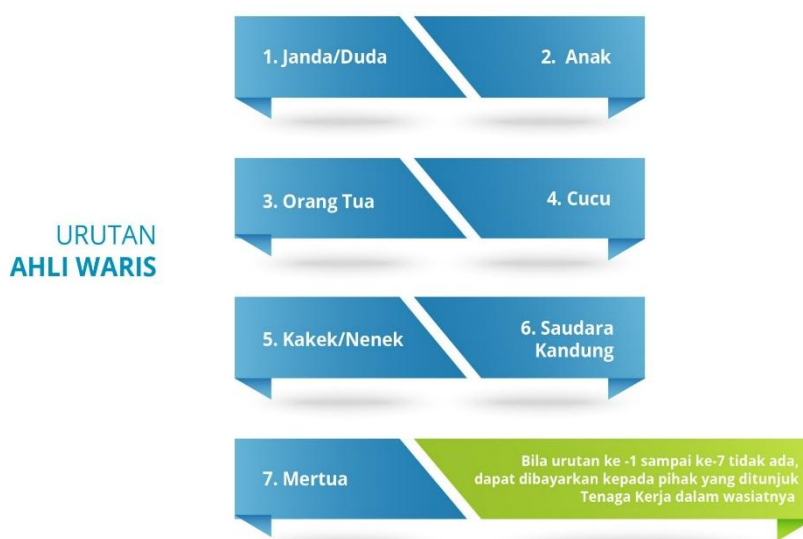 URUTAN
AHLI WARIS
1. Janda/Duda
2. Anak
3. Orang Tua
4. Cucu
5. Kakek/Nenek
6. Saudara
Kandung
7. Mertua
Bila urutan ke -1 sampai ke-7 tidak ada,
dapat dibayarkan kepada pihak yang ditunjuk
Tenaga Kerja dalam wasiatnya